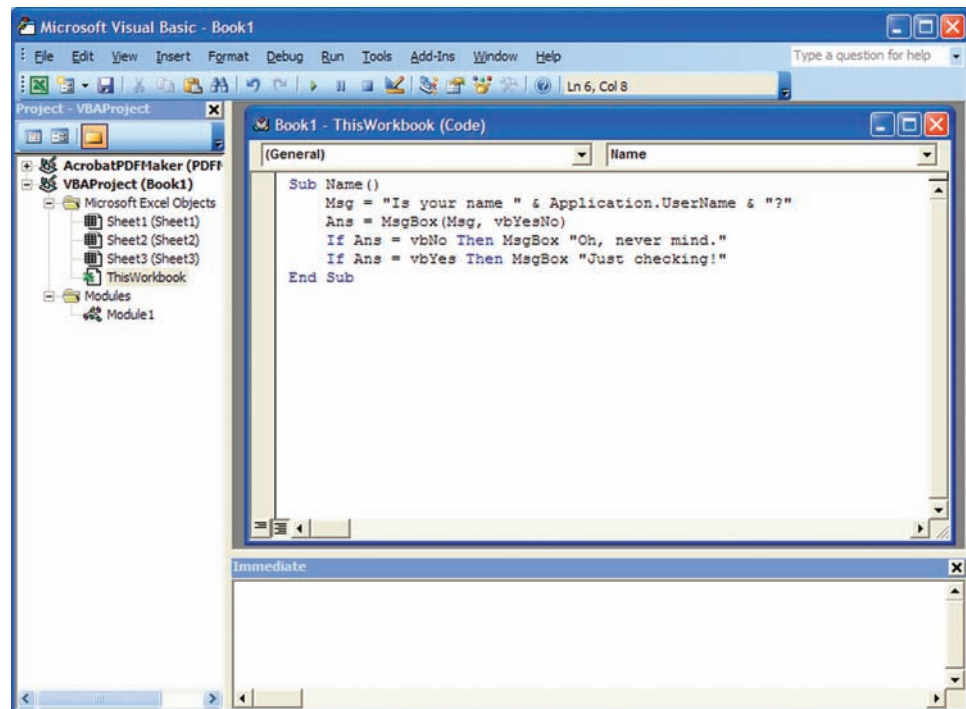 Microsoft Visual Basic - Book1
File Edit View Insert Format Debug Run Tools Add-Ins Window Help Type a question for help
Ln 6, Col 8
Project - VBAProject
AcrobatPDFMaker (PDFM
VBAProject (Book1)
Microsoft Excel Objects
Sheet1 (Sheet1)
Sheet2 (Sheet2)
Sheet3 (Sheet3)
ThisWorkbook
Modules
Module1
Book1 - ThisWorkbook (Code)
(General) Name
Sub Name()
Msg = "Is your name " & Application.UserName & "?"
Ans = MsgBox(Msg, vbYesNo)
If Ans = vbNo Then MsgBox "Oh, never mind."
If Ans = vbYes Then MsgBox "Just checking!"
End Sub
Immediate